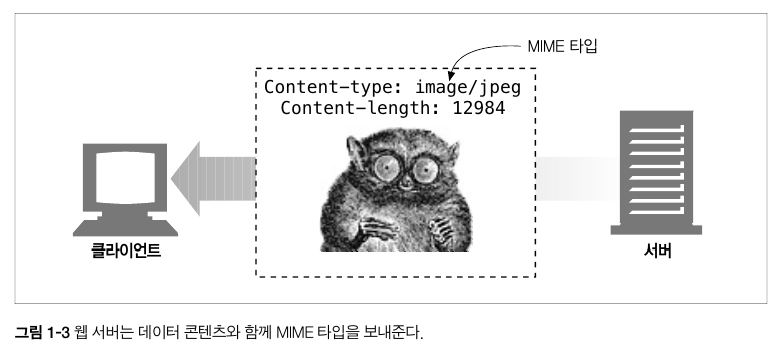 MIME 타입
Content-type: image/jpeg
Content-length: 12984
클라이언트
서버
그림 1-3 웹 서버는 데이터 콘텐츠와 함께 MIME 타입을 보내준다.